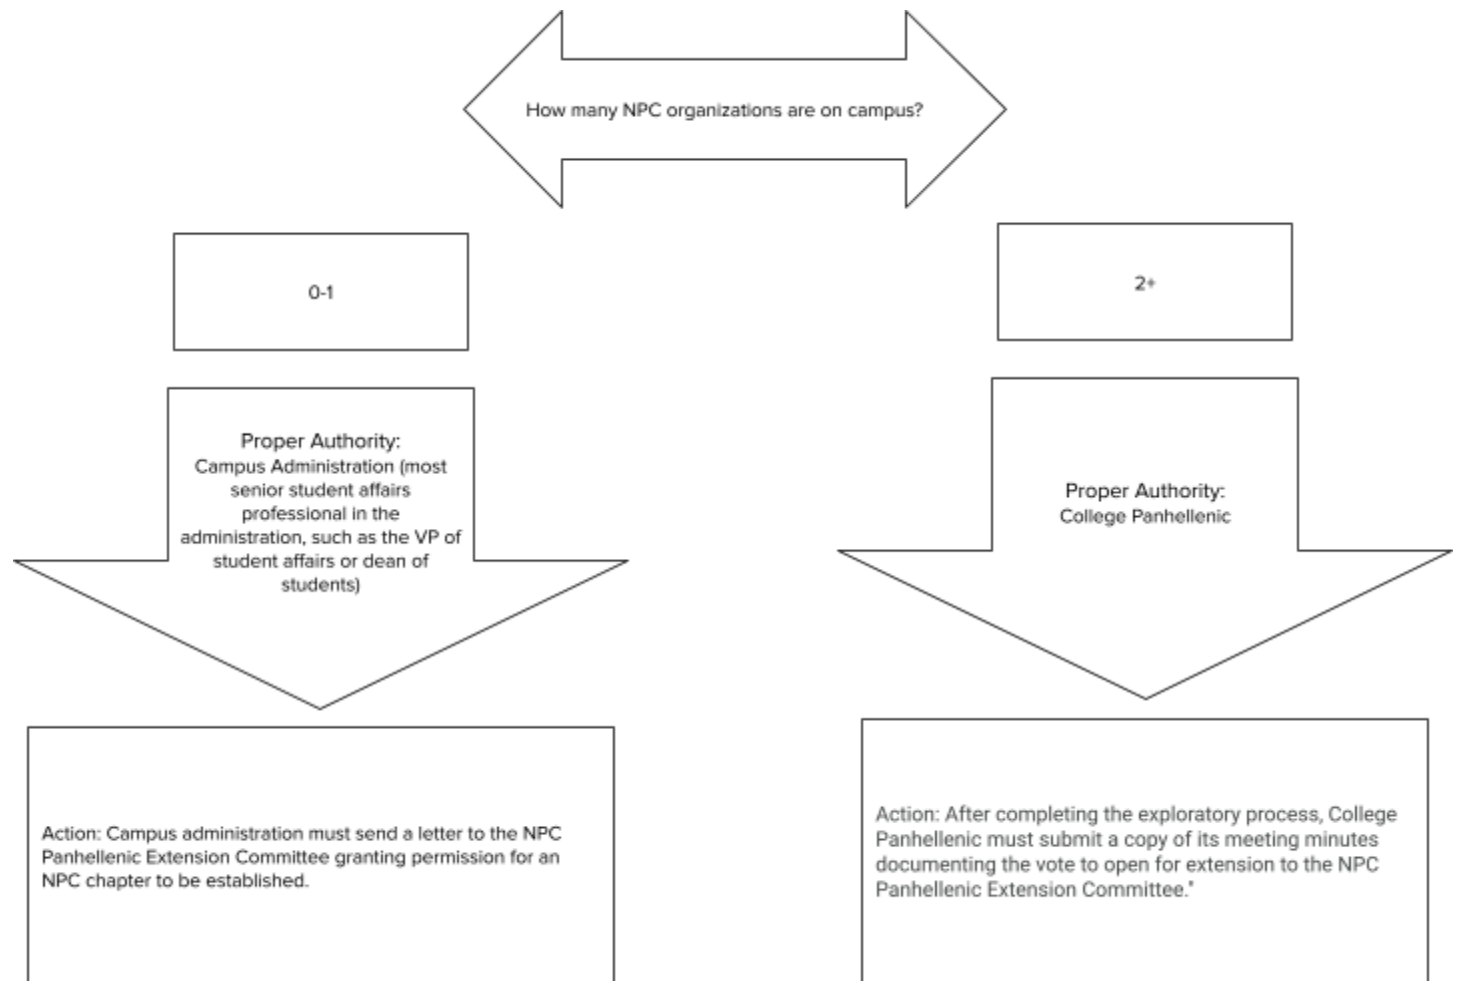 How many NPC organizations are on campus?
0-1
2+
Proper Authority:
Campus Administration (most
senior student affairs
professional in the
administration, such as the VP of
student affairs or dean of
students)
Proper Authority:
College Panhellenic
Action: Campus administration must send a letter to the NPC
Panhellenic Extension Committee granting permission for an
NPC chapter to be established.
Action: After completing the exploratory process, College
Panhellenic must submit a copy of its meeting minutes
documenting the vote to open for extension to the NPC
Panhellenic Extension Committee."